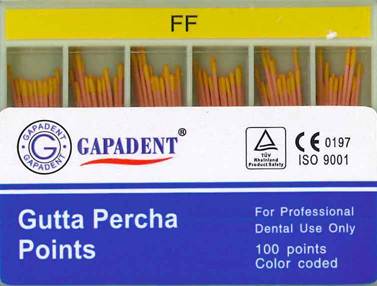 FF
GAPADENT
G
GAPADENT
GAPADENT®
TÜV
Rheinland
Product Safety
CE 0197
ISO 9001
Gutta Percha
Points
For Professional
Dental Use Only
100 points
Color coded